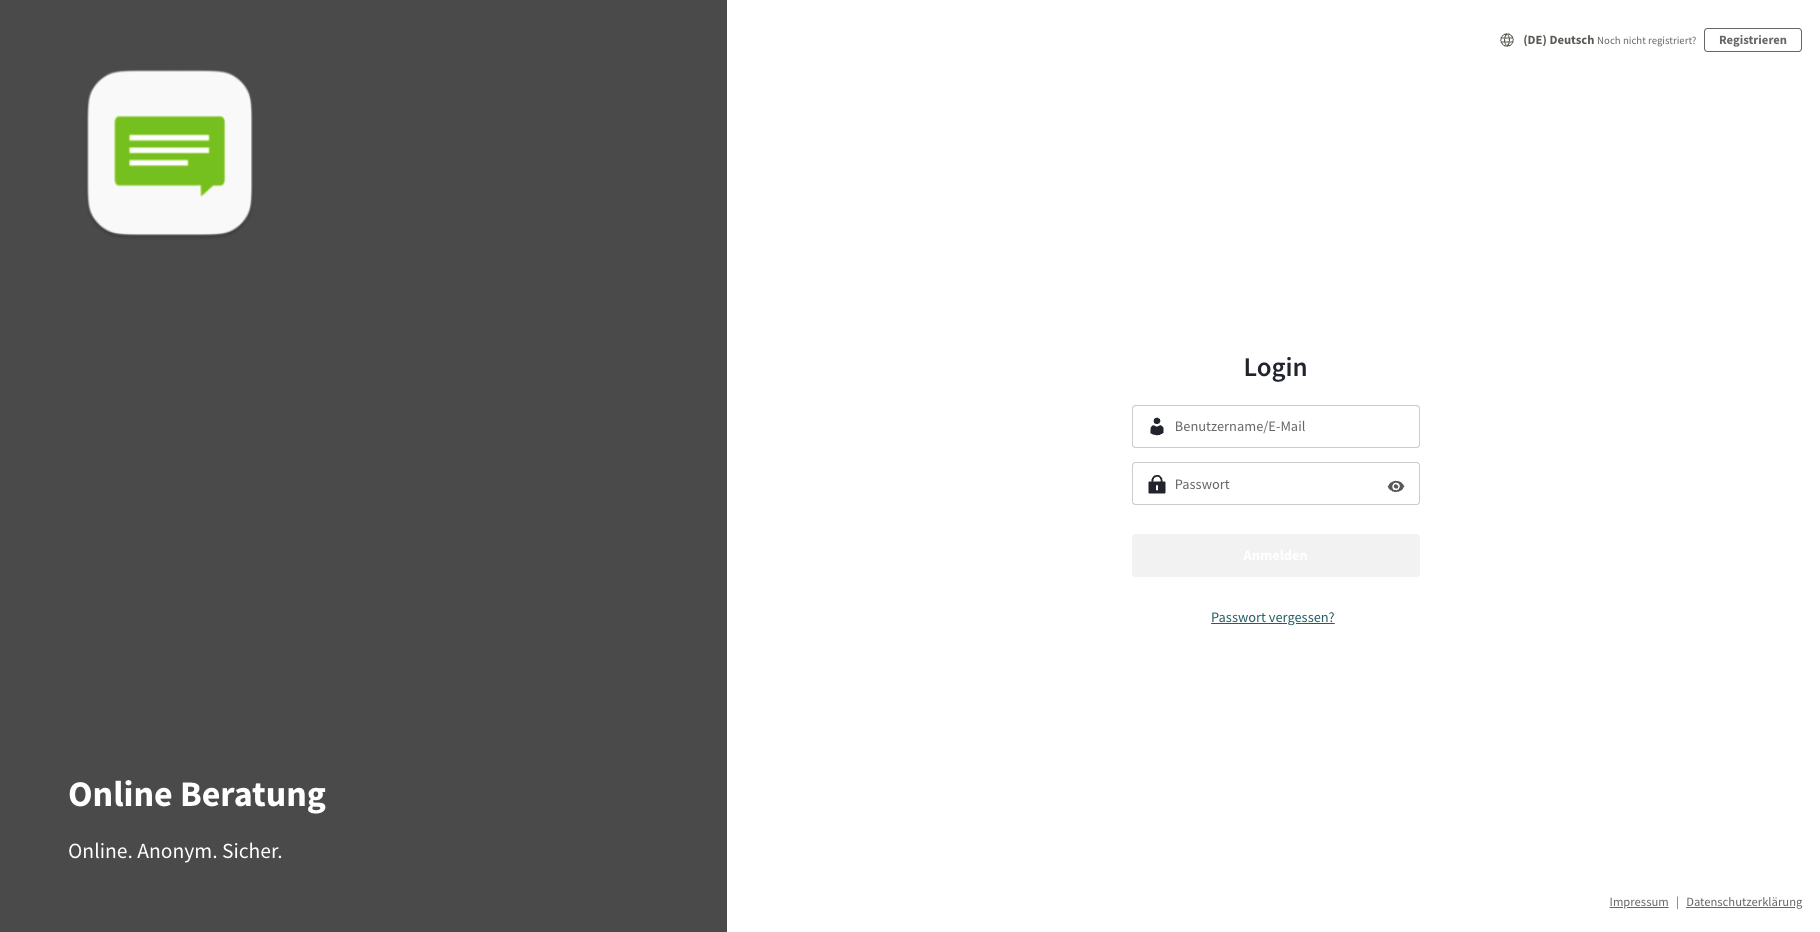 (DE) Deutsch Noch nicht registriert? Registrieren
Login
Benutzername/E-Mail
Passwort
Anmelden
Passwort vergessen?
Online Beratung
Online. Anonym. Sicher.
Impressum | Datenschutzerklärung